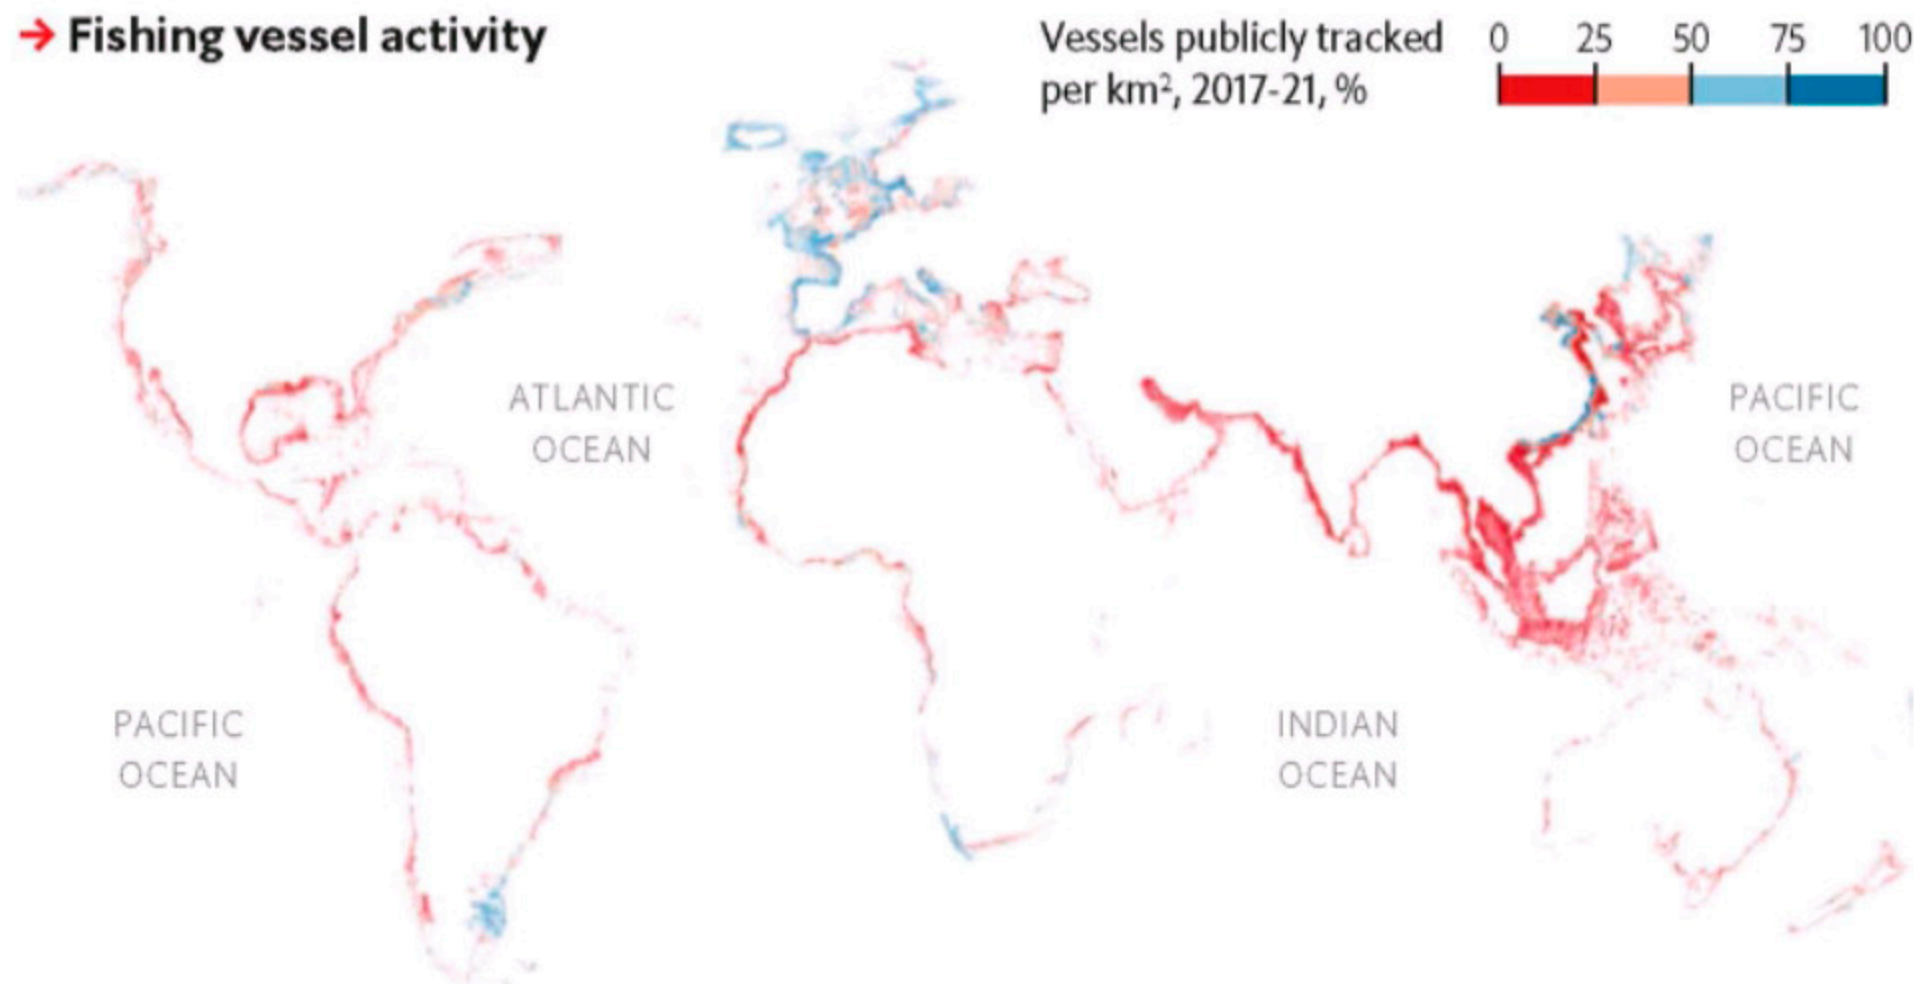 → Fishing vessel activity
Vessels publicly tracked
per km², 2017-21, %
0 25 50 75 100
ATLANTIC
OCEAN
PACIFIC
OCEAN
PACIFIC
OCEAN
INDIAN
OCEAN